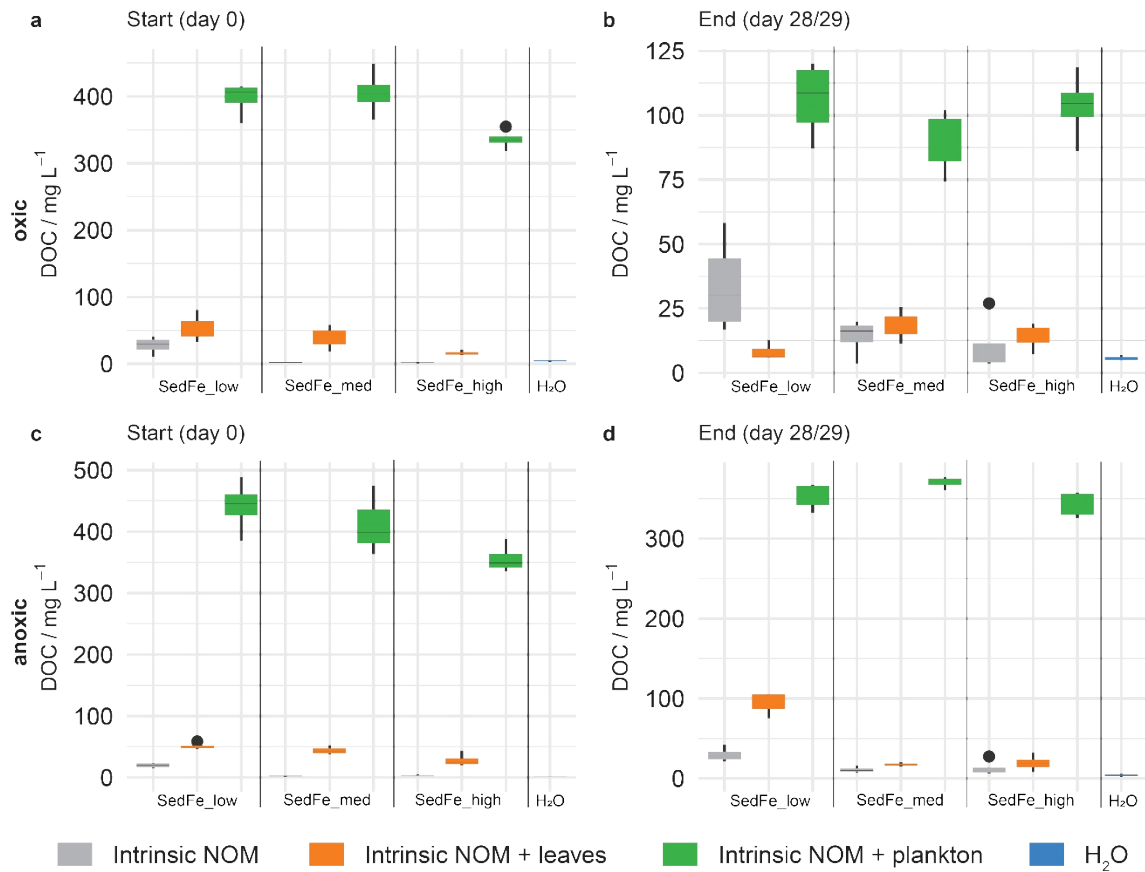 a Start (day 0)
400
300
200
100
0
oxic
DOC / mg L⁻¹
SedFe_low SedFe_med SedFe_high H₂O
b End (day 28/29)
125
100
75
50
25
0
DOC / mg L⁻¹
SedFe_low SedFe_med SedFe_high H₂O
c Start (day 0)
500
400
300
200
100
0
anoxic
DOC / mg L⁻¹
SedFe_low SedFe_med SedFe_high H₂O
d End (day 28/29)
300
200
100
0
DOC / mg L⁻¹
SedFe_low SedFe_med SedFe_high H₂O
Intrinsic NOM Intrinsic NOM + leaves Intrinsic NOM + plankton H₂O